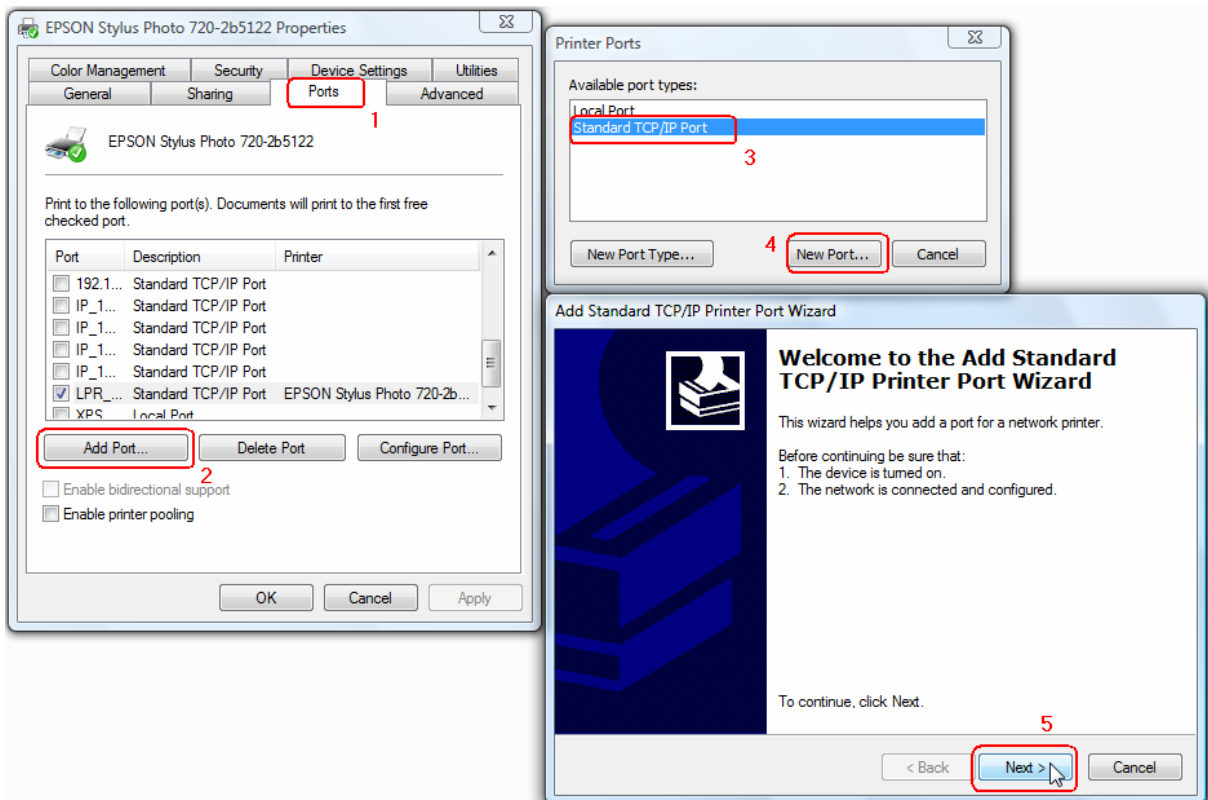 EPSON Stylus Photo 720-2b5122 Properties
Color Management Security Device Settings Utilities
General Sharing Ports Advanced
1
EPSON Stylus Photo 720-2b5122
Print to the following port(s). Documents will print to the first free
checked port.
Port Description Printer
192.1... Standard TCP/IP Port
IP_1... Standard TCP/IP Port
IP_1... Standard TCP/IP Port
IP_1... Standard TCP/IP Port
IP_1... Standard TCP/IP Port
LPR_... Standard TCP/IP Port EPSON Stylus Photo 720-2b...
XPS Local Port
Add Port... Delete Port Configure Port...
2
Enable bidirectional support
Enable printer pooling
OK Cancel Apply
Printer Ports
Available port types:
Local Port
Standard TCP/IP Port
3
4
New Port Type... New Port... Cancel
Add Standard TCP/IP Printer Port Wizard
Welcome to the Add Standard
TCP/IP Printer Port Wizard
This wizard helps you add a port for a network printer.
Before continuing be sure that:
1. The device is turned on.
2. The network is connected and configured.
To continue, click Next.
5
< Back Next > Cancel